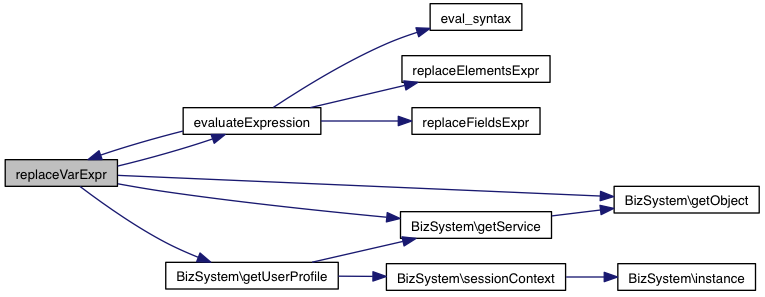 eval_syntax
replaceElementsExpr
evaluateExpression
replaceFieldsExpr
replaceVarExpr
BizSystem\getObject
BizSystem\getService
BizSystem\getUserProfile
BizSystem\sessionContext
BizSystem\instance